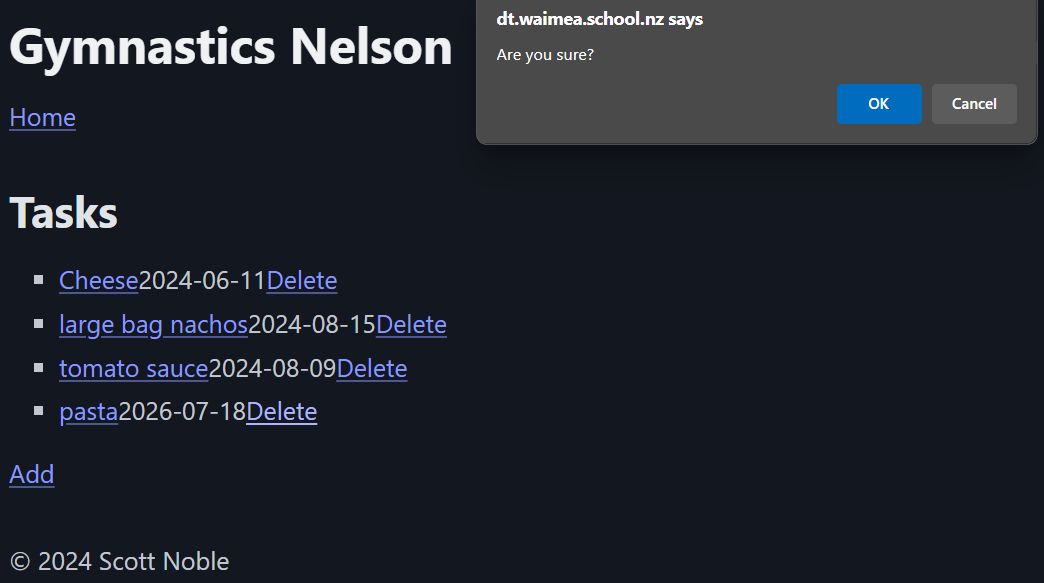 Gymnastics Nelson
dt.waimea.school.nz says
Are you sure?
OK Cancel
Home
Tasks
Cheese2024-06-11Delete
large bag nachos2024-08-15Delete
tomato sauce2024-08-09Delete
pasta2026-07-18Delete
Add
© 2024 Scott Noble